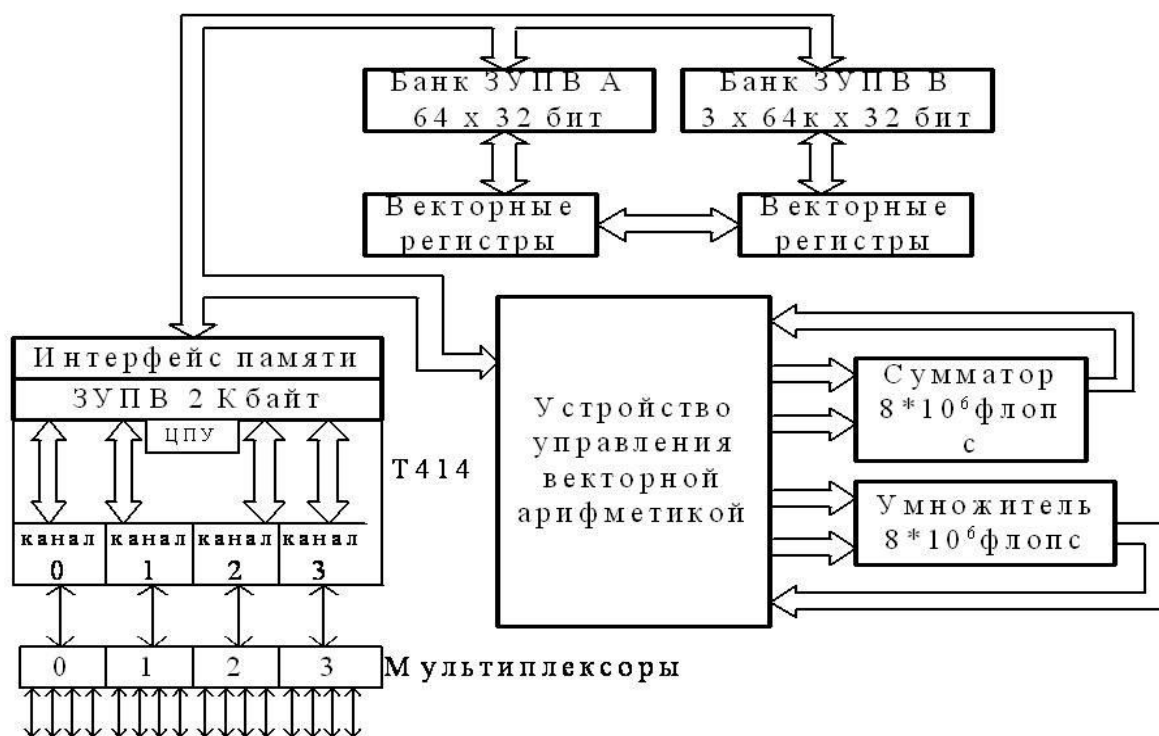 Банк ЗУПВ А
64 х 32 бит
Банк ЗУПВ В
3 х 64к х 32 бит
Векторные
регистры
Векторные
регистры
Интерфейс памяти
ЗУПВ 2 Кбайт
ЦПУ
Т414
канал
0
канал
1
канал
2
канал
3
0
1
2
3
Мультиплексоры
Устройство
управления
векторной
арифметикой
Сумматор
8*10⁶флоп
с
Умножитель
8*10⁶флопс